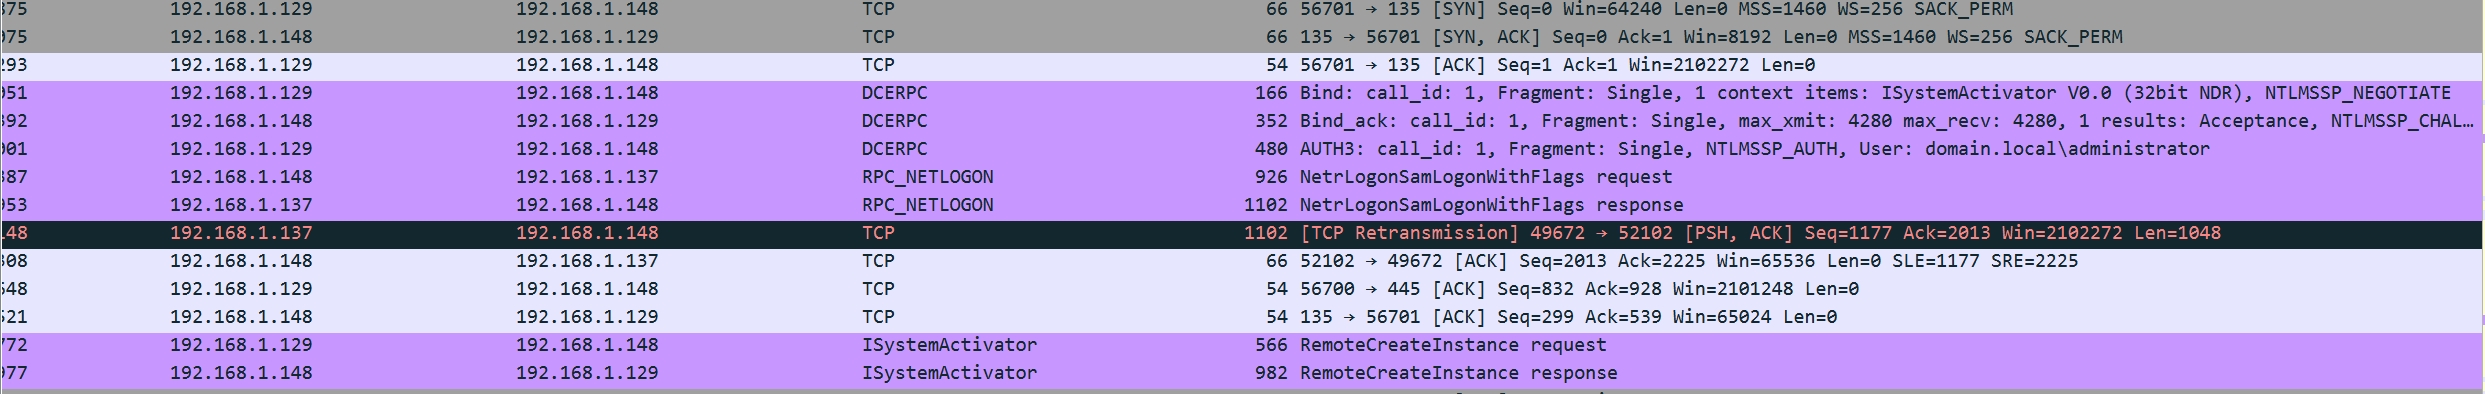 375 192.168.1.129 192.168.1.148 TCP 66 56701 → 135 [SYN] Seq=0 Win=64240 Len=0 MSS=1460 WS=256 SACK_PERM
975 192.168.1.148 192.168.1.129 TCP 66 135 → 56701 [SYN, ACK] Seq=0 Ack=1 Win=8192 Len=0 MSS=1460 WS=256 SACK_PERM
293 192.168.1.129 192.168.1.148 TCP 54 56701 → 135 [ACK] Seq=1 Ack=1 Win=2102272 Len=0
951 192.168.1.129 192.168.1.148 DCERPC 166 Bind: call_id: 1, Fragment: Single, 1 context items: ISystemActivator V0.0 (32bit NDR), NTLMSSP_NEGOTIATE
392 192.168.1.148 192.168.1.129 DCERPC 352 Bind_ack: call_id: 1, Fragment: Single, max_xmit: 4280 max_recv: 4280, 1 results: Acceptance, NTLMSSP_CHAL…
901 192.168.1.129 192.168.1.148 DCERPC 480 AUTH3: call_id: 1, Fragment: Single, NTLMSSP_AUTH, User: domain.local\administrator
387 192.168.1.148 192.168.1.137 RPC_NETLOGON 926 NetrLogonSamLogonWithFlags request
953 192.168.1.137 192.168.1.148 RPC_NETLOGON 1102 NetrLogonSamLogonWithFlags response
48 192.168.1.137 192.168.1.148 TCP 1102 [TCP Retransmission] 49672 → 52102 [PSH, ACK] Seq=1177 Ack=2013 Win=2102272 Len=1048
308 192.168.1.148 192.168.1.137 TCP 66 52102 → 49672 [ACK] Seq=2013 Ack=2225 Win=65536 Len=0 SLE=1177 SRE=2225
548 192.168.1.129 192.168.1.148 TCP 54 56700 → 445 [ACK] Seq=832 Ack=928 Win=2101248 Len=0
521 192.168.1.148 192.168.1.129 TCP 54 135 → 56701 [ACK] Seq=299 Ack=539 Win=65024 Len=0
772 192.168.1.129 192.168.1.148 ISystemActivator 566 RemoteCreateInstance request
977 192.168.1.148 192.168.1.129 ISystemActivator 982 RemoteCreateInstance response